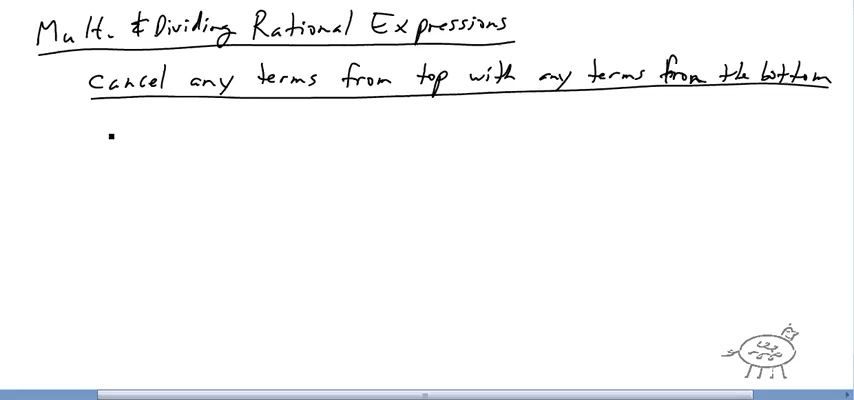 Mult. & Dividing Rational Expressions
Cancel any terms from top with any terms from the bottom